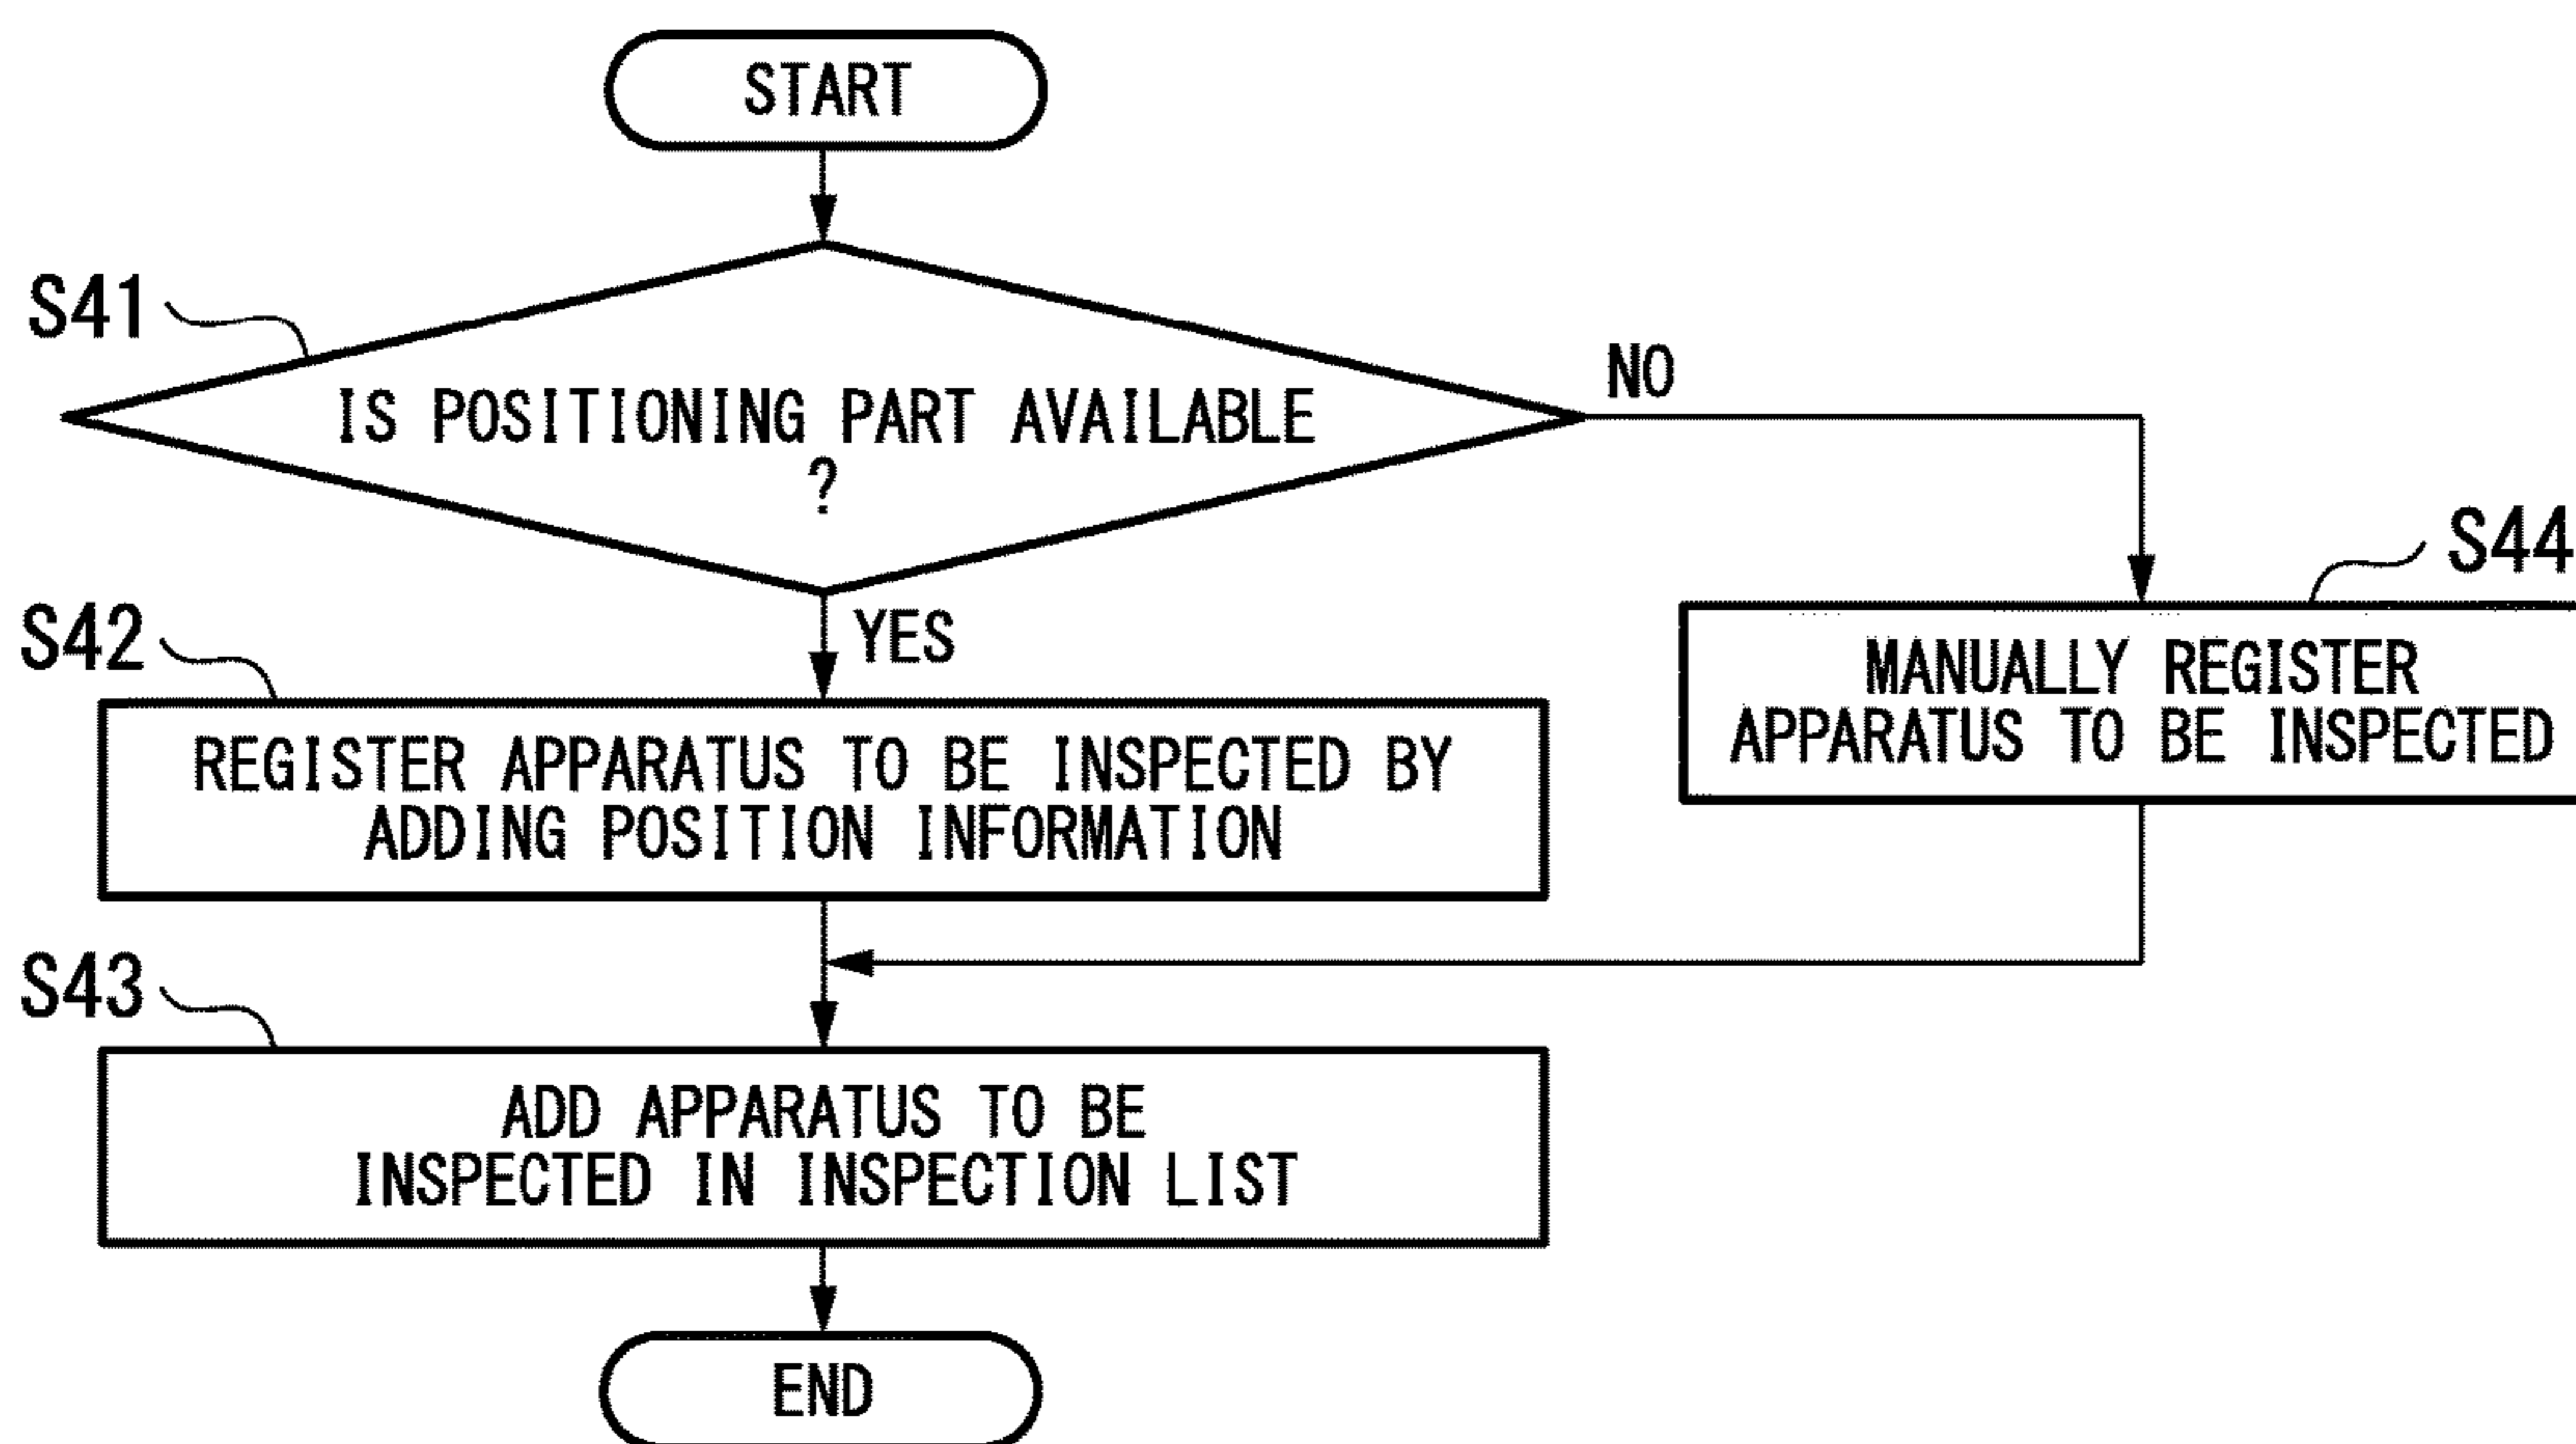 START
S41
IS POSITIONING PART AVAILABLE
?
NO
YES
S42
REGISTER APPARATUS TO BE INSPECTED BY
ADDING POSITION INFORMATION
S44
MANUALLY REGISTER
APPARATUS TO BE INSPECTED
S43
ADD APPARATUS TO BE
INSPECTED IN INSPECTION LIST
END